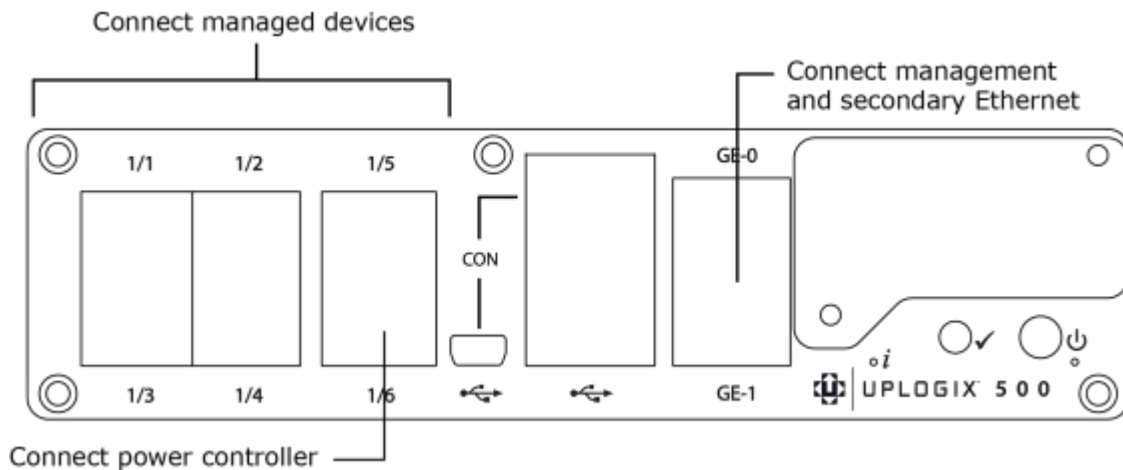 Connect managed devices
Connect management
and secondary Ethernet
1/1 1/2 1/5 GE-0
CON
1/3 1/4 1/6 GE-1
i
U UPLOGIX 500
Connect power controller